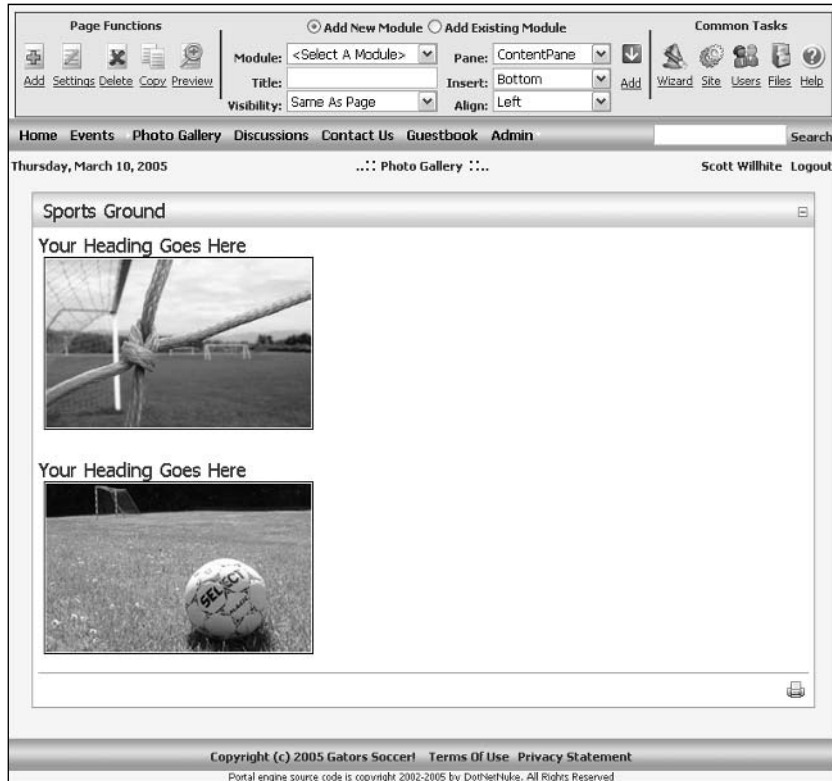 Page Functions
Add New Module Add Existing Module
Common Tasks
Module: <Select A Module> Pane: ContentPane
Title: Insert: Bottom
Visibility: Same As Page Align: Left
Add Settings Delete Copy Preview
Add
Wizard Site Users Files Help
Home Events Photo Gallery Discussions Contact Us Guestbook Admin
Search
Thursday, March 10, 2005
..:: Photo Gallery ::..
Scott Willhite Logout
Sports Ground
Your Heading Goes Here
Your Heading Goes Here
SELECT
Copyright (c) 2005 Gators Soccer! Terms Of Use Privacy Statement
Portal engine source code is copyright 2002-2005 by DotNetNuke. All Rights Reserved